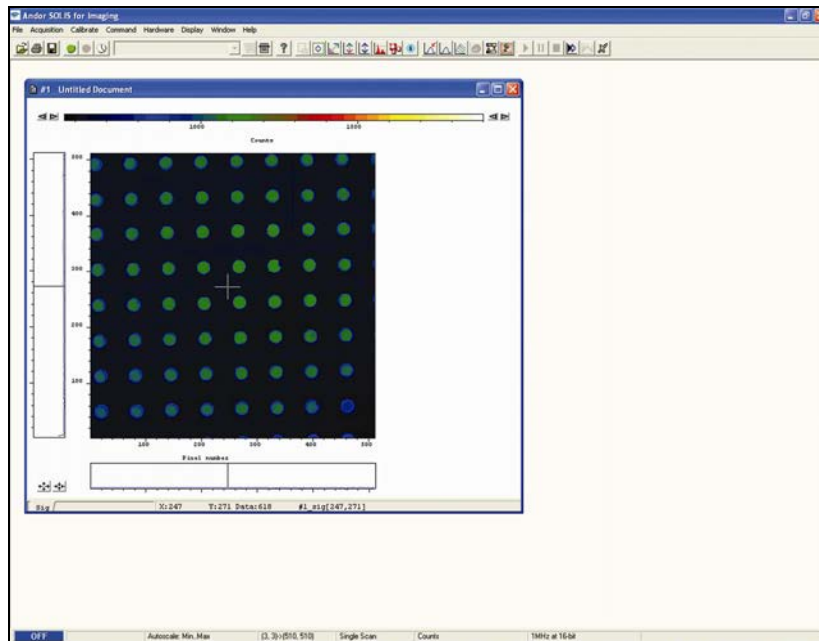 Andor SOLIS for Imaging
File Acquisition Calibrate Command Hardware Display Window Help
#1 Untitled Document
1000 1800
Counts
500
400
300
200
100
100 200 300 400 500
Pixel number
Sig X:247 Y:271 Data:618 #1_sig[247,271]
OFF Autoscale: Min..Max (3, 3)->(510, 510) Single Scan Counts 1MHz at 16-bit